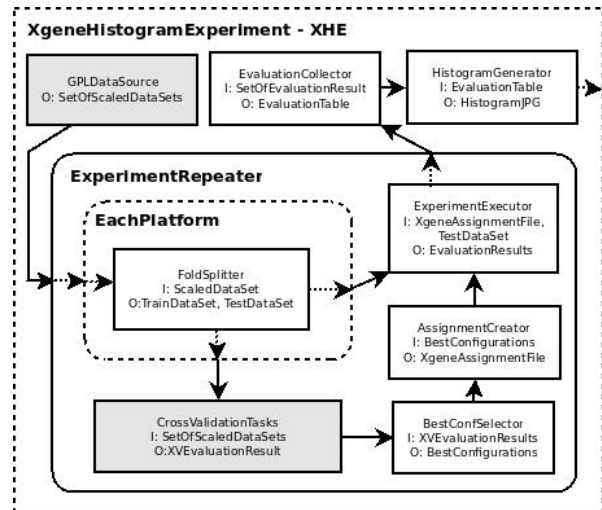 XgeneHistogramExperiment - XHE
GPLDataSource
O: SetOfScaledDataSets
EvaluationCollector
I: SetOfEvaluationResult
O: EvaluationTable
HistogramGenerator
I: EvaluationTable
O: HistogramJPG
ExperimentRepeater
EachPlatform
FoldSplitter
I: ScaledDataSet
O:TrainDataSet, TestDataSet
ExperimentExecutor
I: XgeneAssignmentFile,
TestDataSet
O: EvaluationResults
AssignmentCreator
I: BestConfigurations
O: XgeneAssignmentFile
CrossValidationTasks
I: SetOfScaledDataSets
O:XVEvaluationResult
BestConfSelector
I: XVEvaluationResults
O: BestConfigurations